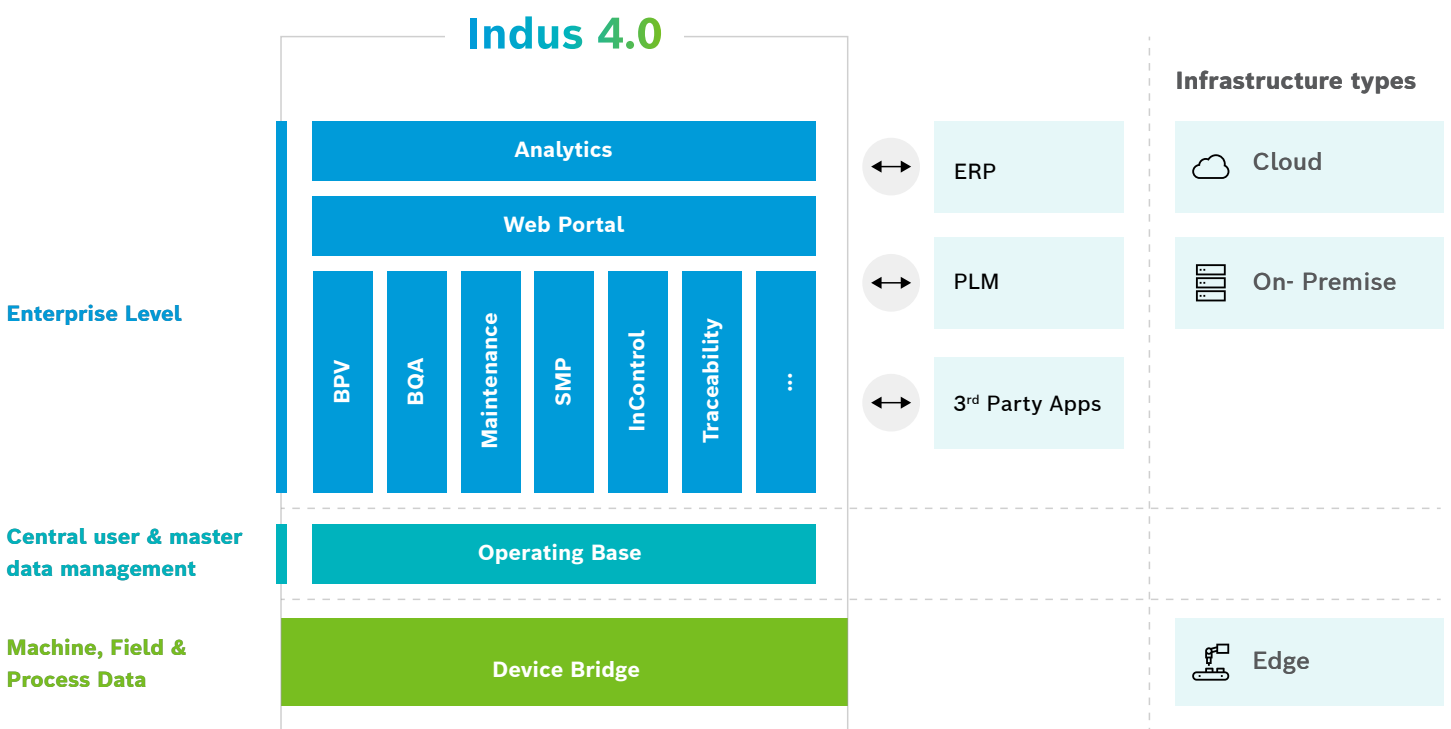 Indus 4.0
Infrastructure types
Enterprise Level
Analytics
Web Portal
BPV
BQA
Maintenance
SMP
InControl
Traceability
...
ERP
PLM
3rd Party Apps
Cloud
On- Premise
Central user & master
data management
Operating Base
Machine, Field &
Process Data
Device Bridge
Edge